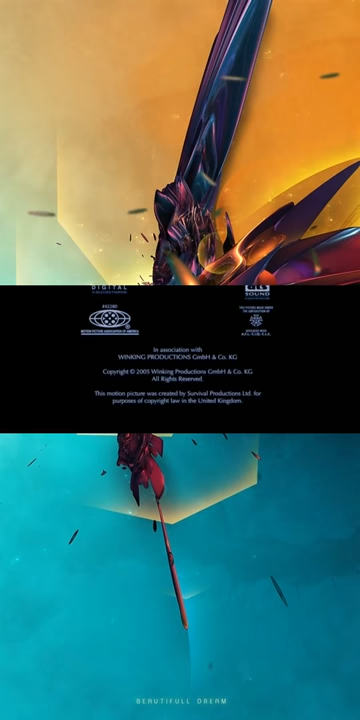 DIGITAL
SOUND
#42280
MOTION PICTURE ASSOCIATION OF AMERICA
In association with
WINKING PRODUCTIONS GmbH & Co. KG
Copyright © 2005 Winking Productions GmbH & Co. KG
All Rights Reserved.
This motion picture was created by Survival Productions Ltd. for
purposes of copyright law in the United Kingdom.
BEAUTIFULL DREAM